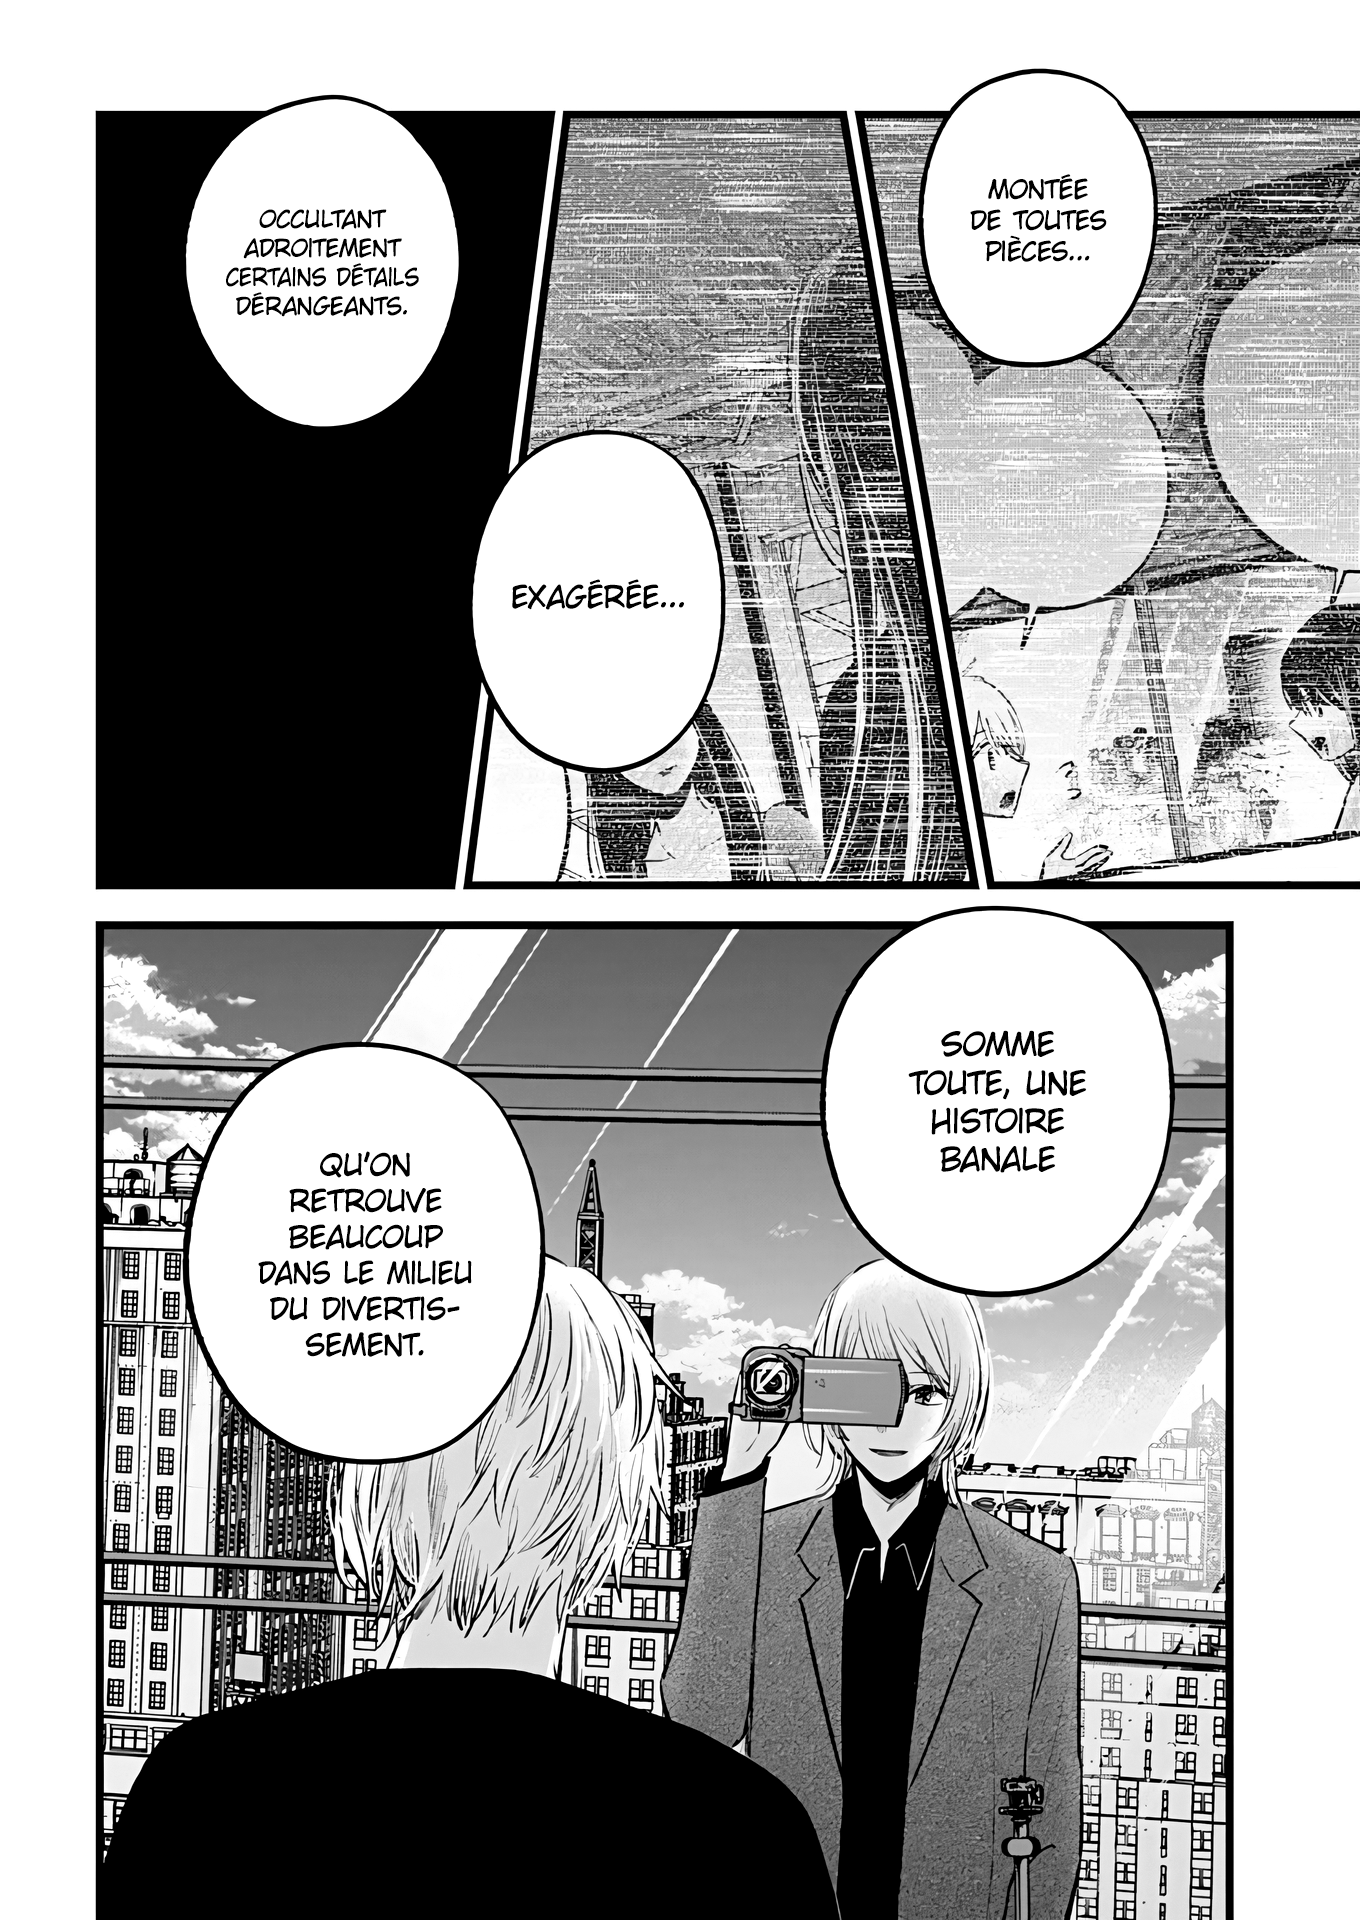 MONTÉE
DE TOUTES
PIÈCES...
EXAGÉRÉE...
OCCULTANT
ADROITEMENT
CERTAINS DÉTAILS
DÉRANGEANTS.
SOMME
TOUTE, UNE
HISTOIRE
BANALE
QU'ON
RETROUVE
BEAUCOUP
DANS LE MILIEU
DU DIVERTIS-
SEMENT.